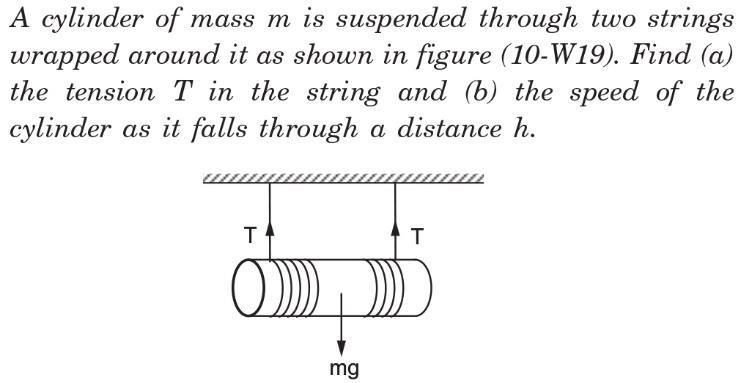 A cylinder of mass m is suspended through two strings
wrapped around it as shown in figure (10-W19). Find (a)
the tension T in the string and (b) the speed of the
cylinder as it falls through a distance h.
T
T
mg